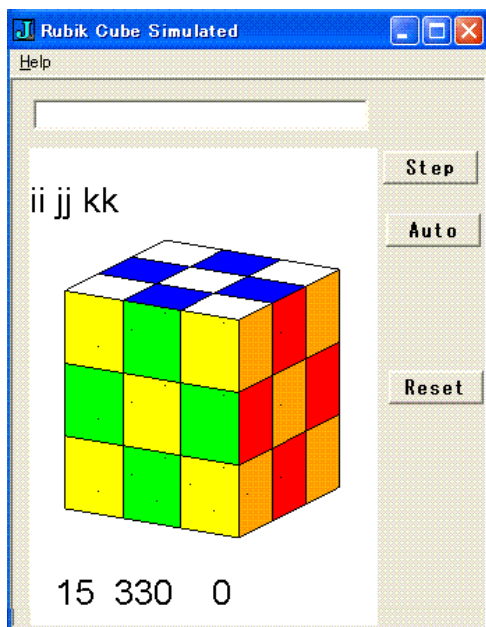 Rubik Cube Simulated
Help
Step
ii jj kk
Auto
Reset
15 330 0